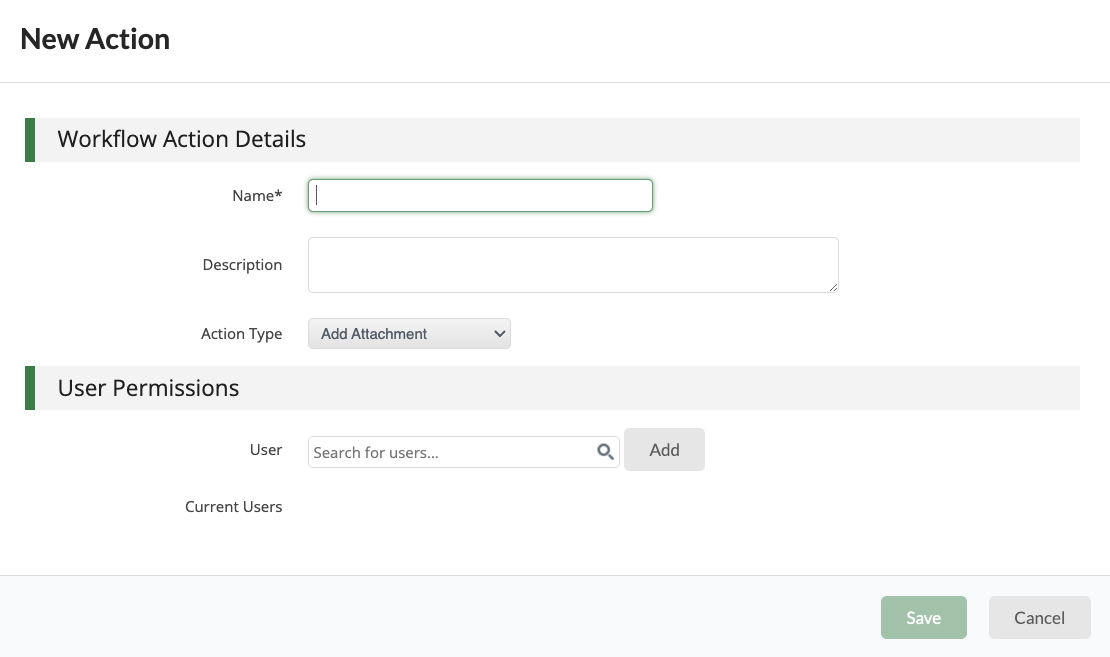 New Action
Workflow Action Details
Name*
Description
Action Type Add Attachment
User Permissions
User Search for users... Add
Current Users
Save Cancel